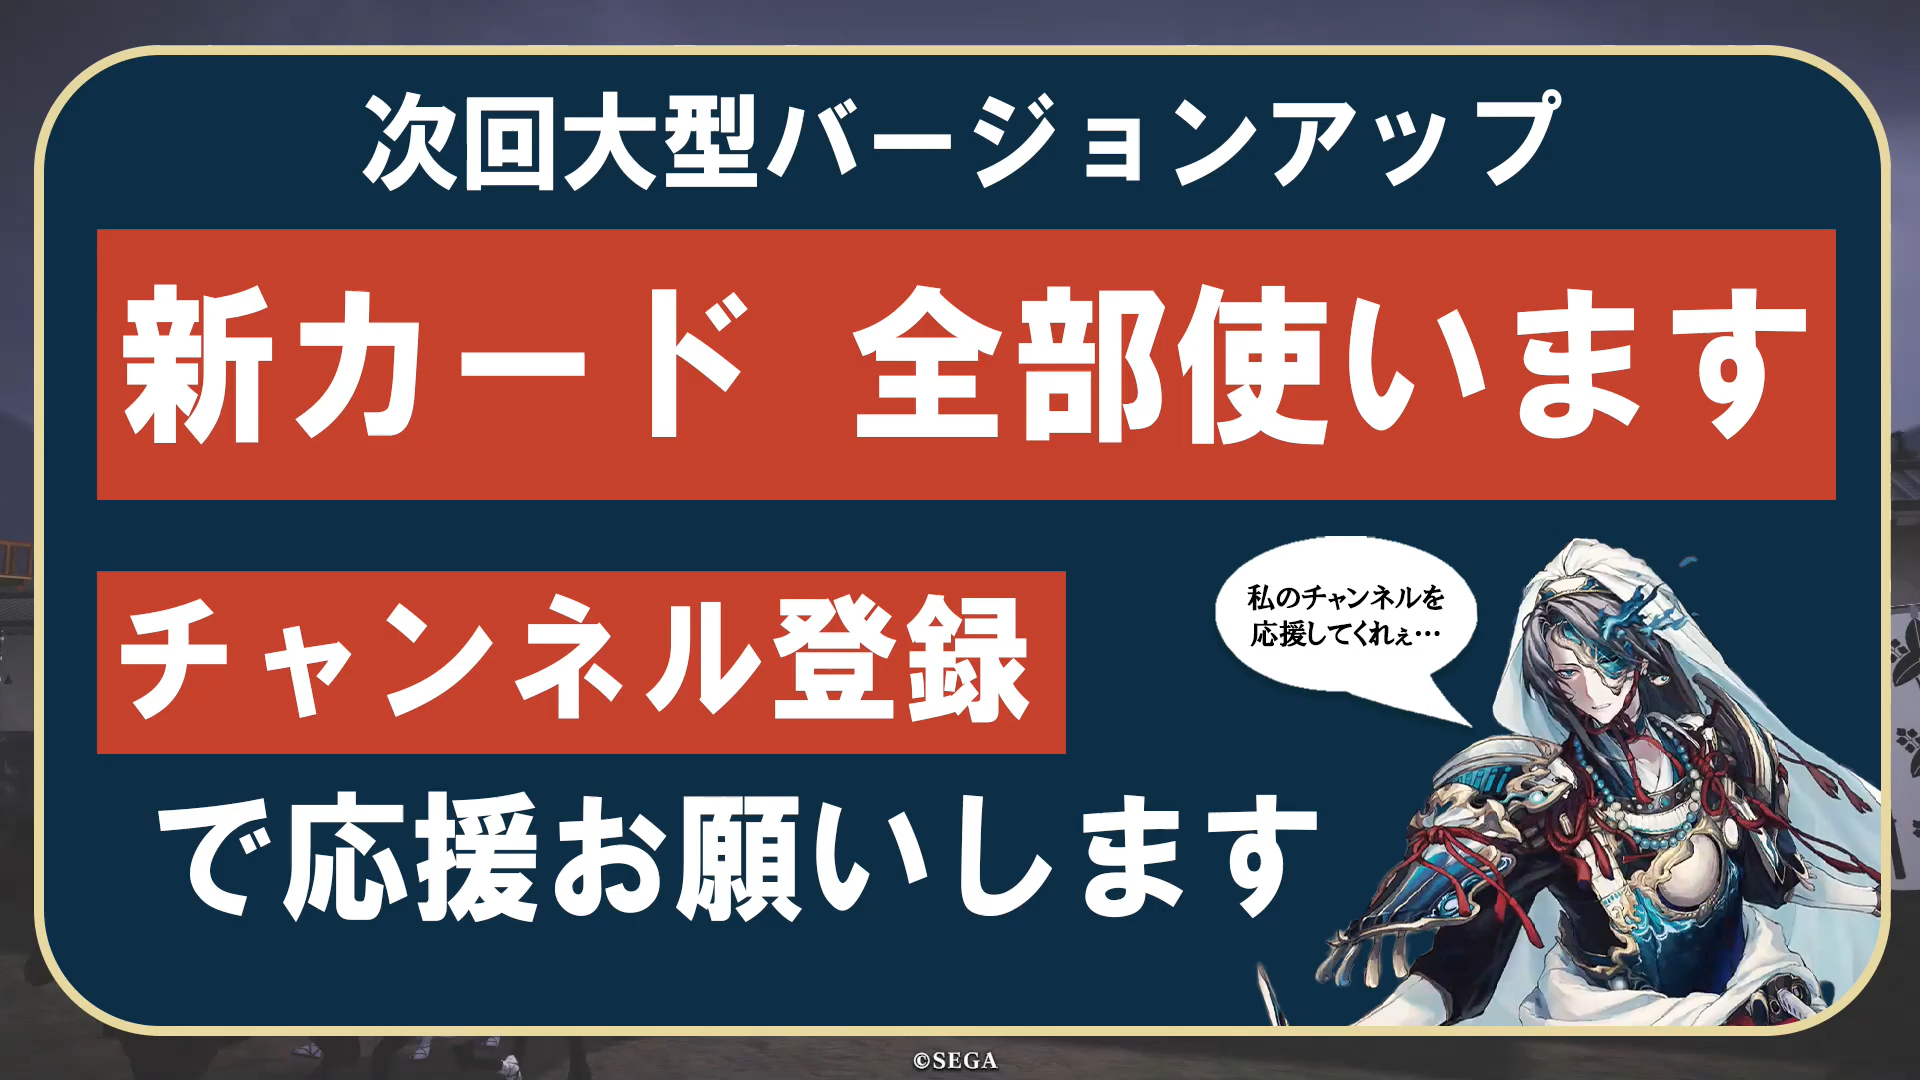 次回大型バージョンアップ
新カード 全部使います
チャンネル登録
私のチャンネルを
応援してくれぇ…
で応援お願いします
©SEGA